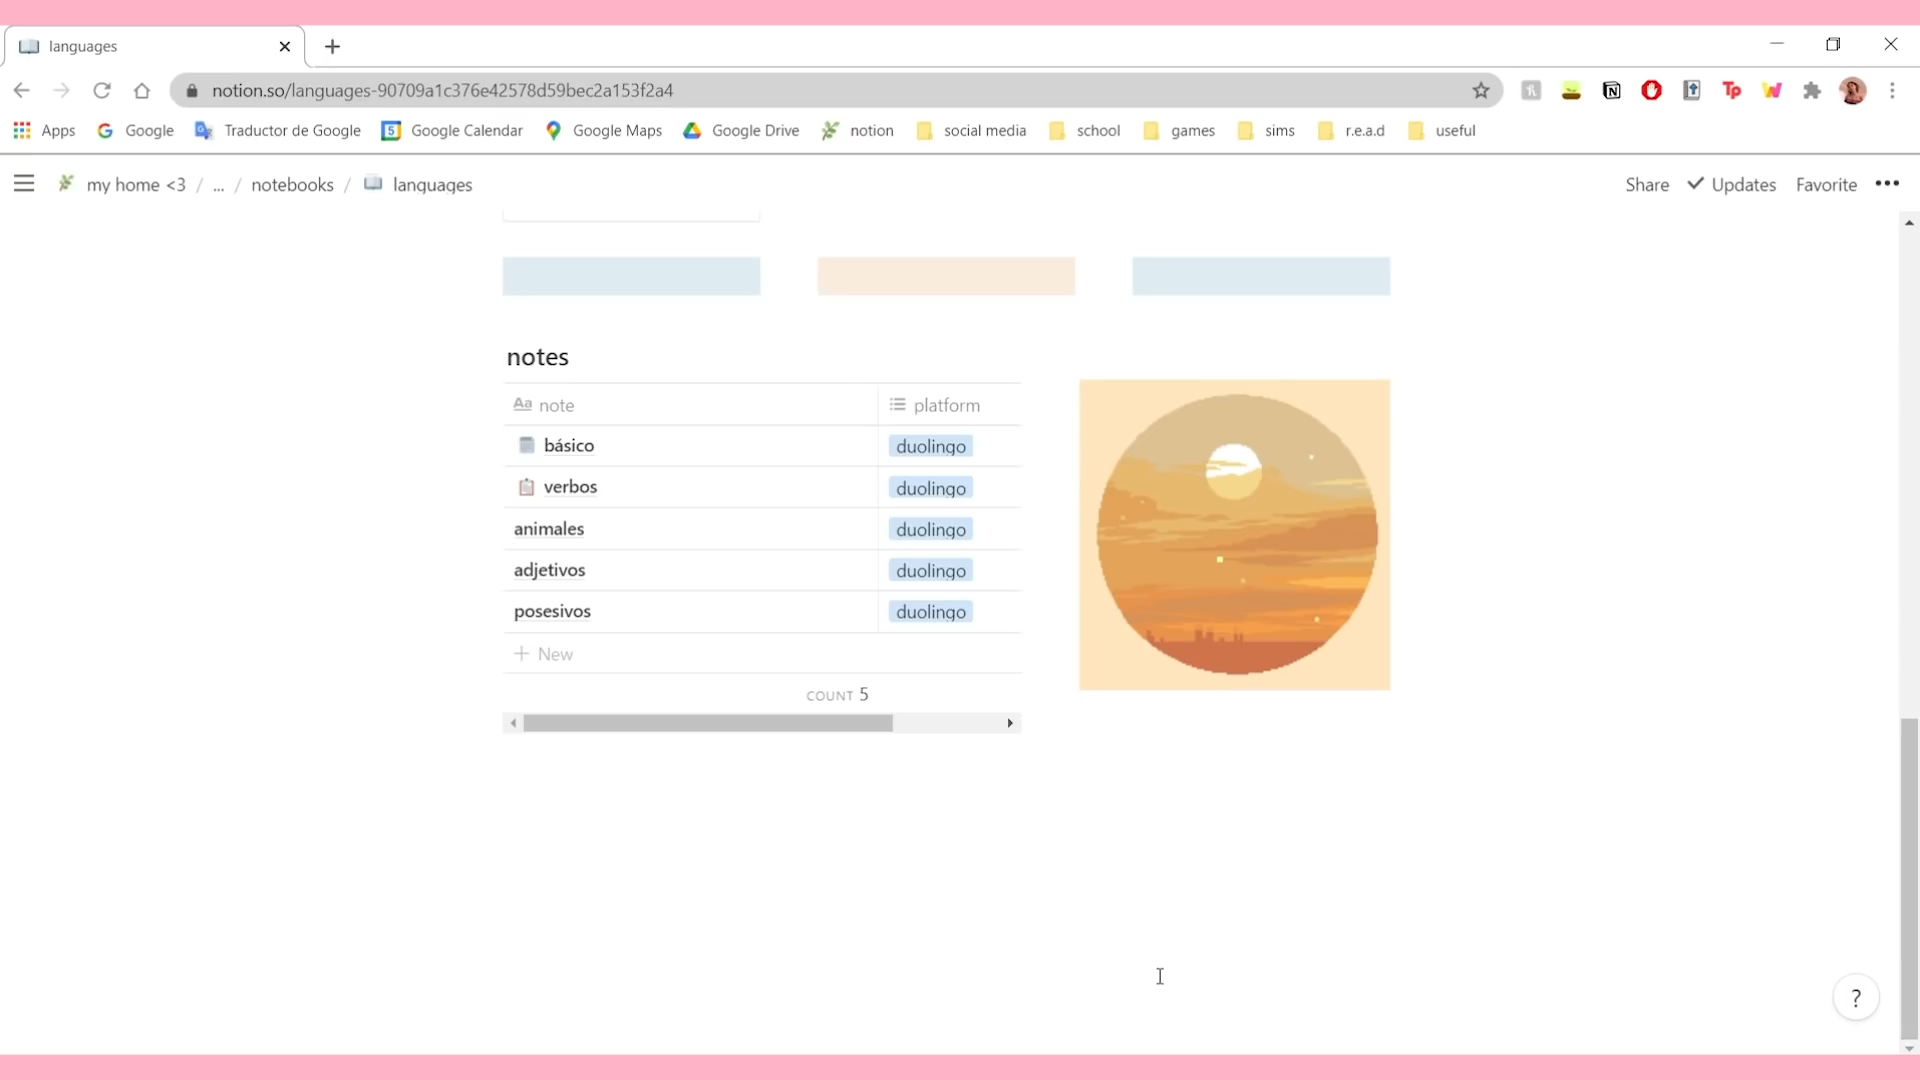 languages
notion.so/languages-90709a1c376e42578d59bec2a153f2a4
Apps Google Traductor de Google Google Calendar Google Maps Google Drive notion social media school games sims r.e.a.d useful
my home <3 / ... / notebooks / languages Share Updates Favorite
notes
Aa note platform
básico duolingo
verbos duolingo
animales duolingo
adjetivos duolingo
posesivos duolingo
+ New
COUNT 5
?